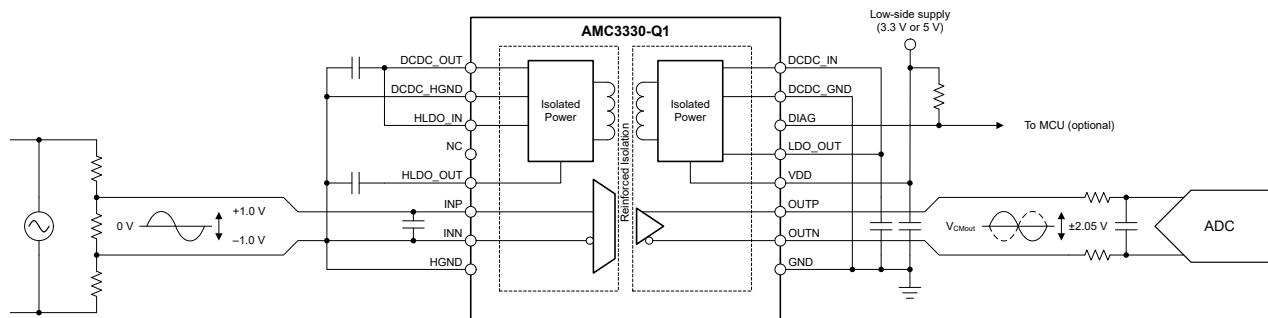 Low-side supply
(3.3 V or 5 V)
AMC3330-Q1
DCDC_OUT
DCDC_HGND
HLDO_IN
NC
HLDO_OUT
INP
INN
HGND
Isolated
Power
Reinforced Isolation
Isolated
Power
DCDC_IN
DCDC_GND
DIAG
LDO_OUT
VDD
OUTP
OUTN
GND
To MCU (optional)
0 V
+1.0 V
–1.0 V
VCMout
±2.05 V
ADC